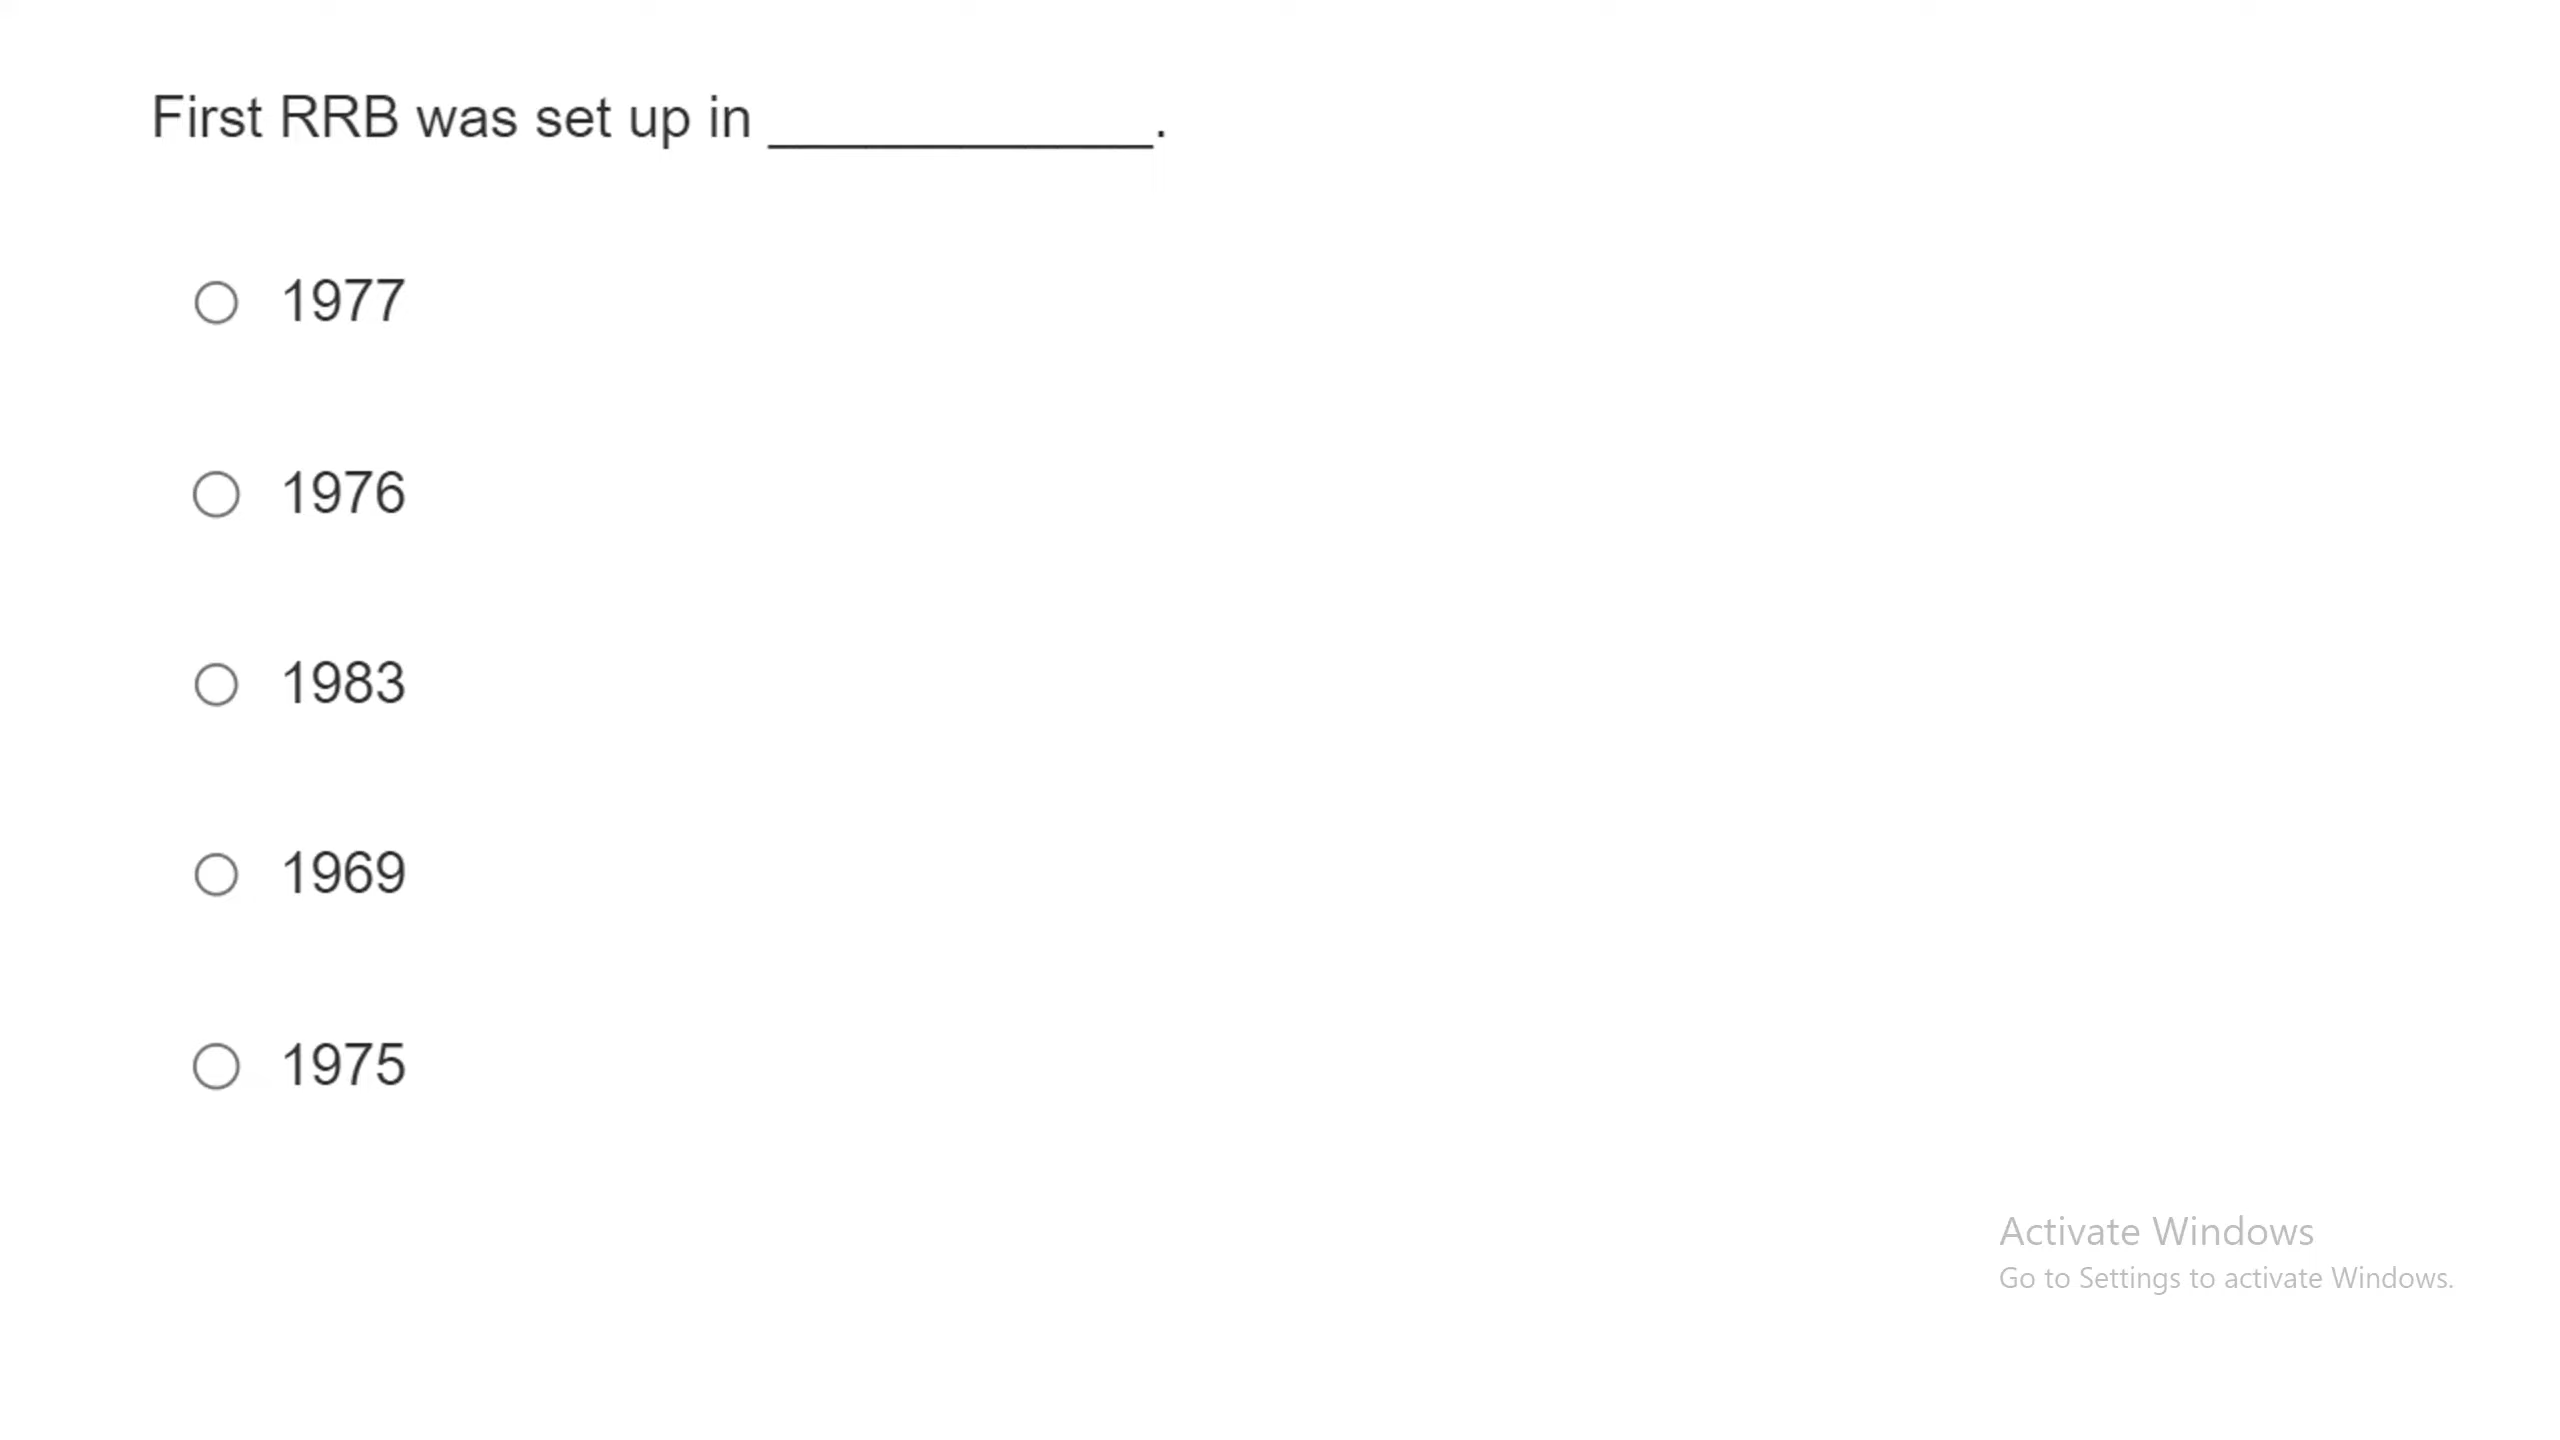 First RRB was set up in ____________.
1977
1976
1983
1969
1975
Activate Windows
Go to Settings to activate Windows.